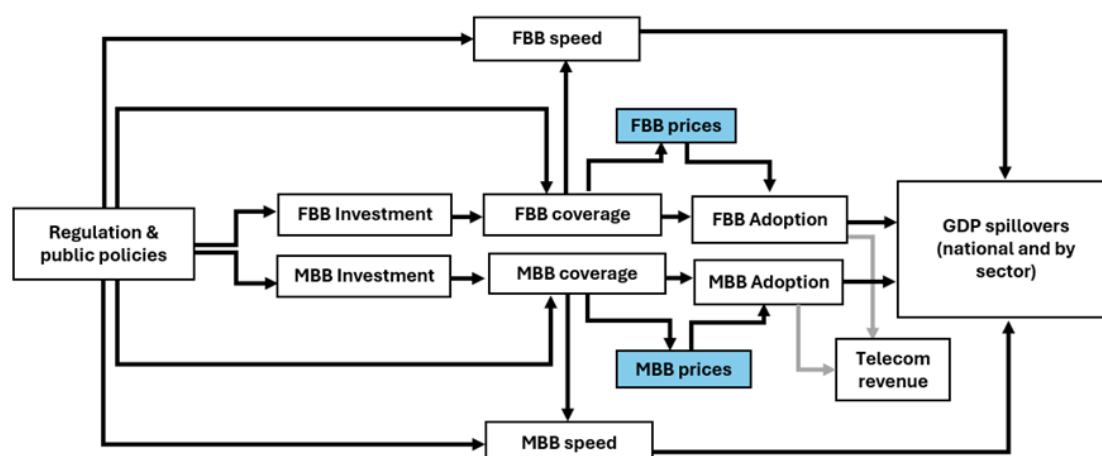 FBB speed
FBB prices
FBB Investment
FBB coverage
FBB Adoption
Regulation &
public policies
GDP spillovers
(national and by
sector)
MBB Investment
MBB coverage
MBB Adoption
MBB prices
Telecom
revenue
MBB speed